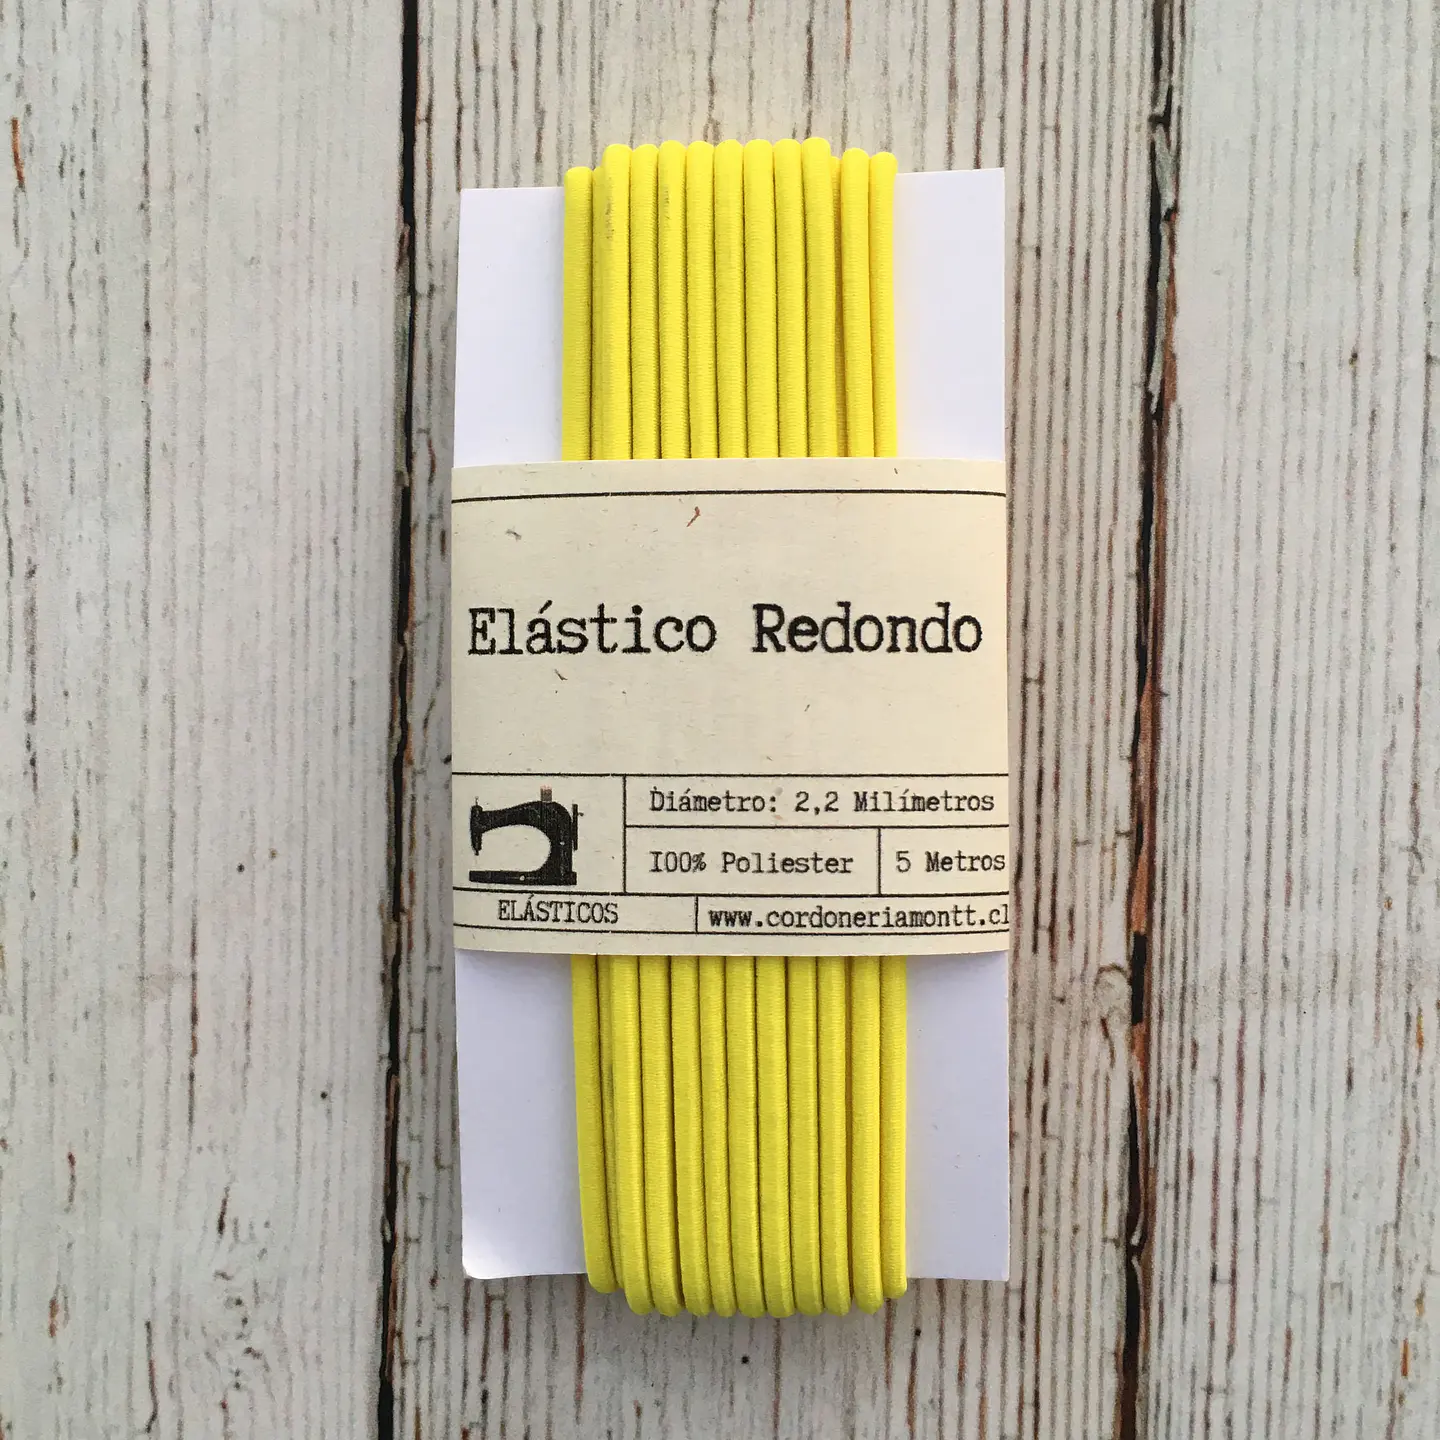 Elástico Redondo
Diámetro: 2,2 Milímetros
100% Poliester
5 Metros
ELÁSTICOS
www.cordoneriamontt.cl